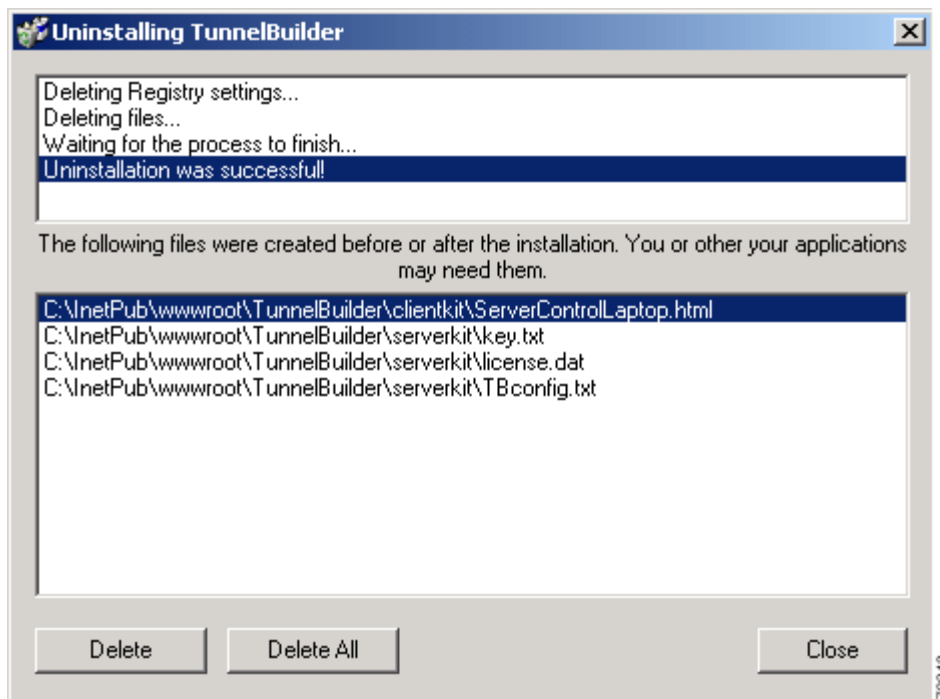 Uninstalling TunnelBuilder
Deleting Registry settings...
Deleting files...
Waiting for the process to finish...
Uninstallation was successful!
The following files were created before or after the installation. You or other your applications
may need them.
C:\InetPub\wwwroot\TunnelBuilder\clientkit\ServerControlLaptop.html
C:\InetPub\wwwroot\TunnelBuilder\serverkit\key.txt
C:\InetPub\wwwroot\TunnelBuilder\serverkit\license.dat
C:\InetPub\wwwroot\TunnelBuilder\serverkit\TBconfig.txt
Delete
Delete All
Close